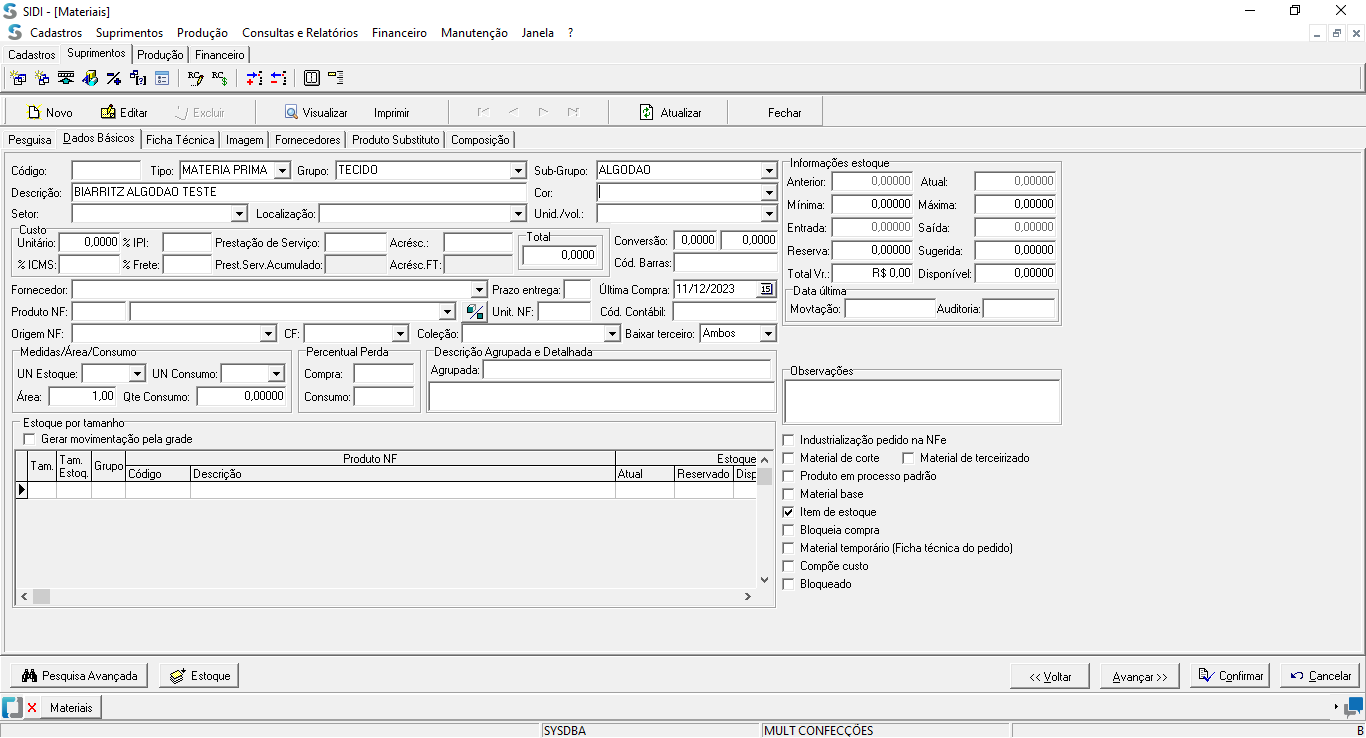 SIDI - [Materiais]
Cadastros Suprimentos Produção Consultas e Relatórios Financeiro Manutenção Janela ?
Cadastros Suprimentos Produção Financeiro
Novo Editar Excluir Visualizar Imprimir Atualizar Fechar
Pesquisa Dados Básicos Ficha Técnica Imagem Fornecedores Produto Substituto Composição
Código: Tipo: MATERIA PRIMA Grupo: TECIDO Sub-Grupo: ALGODAO
Descrição: BIARRITZ ALGODAO TESTE Cor:
Setor: Localização: Unid./vol.:
Custo
Unitário: 0,0000 % IPI: Prestação de Serviço: Acrésc.:
% ICMS: % Frete: Prest.Serv.Acumulado: Acrésc.FT:
Total
0,0000
Conversão: 0,0000 0,0000
Cód. Barras:
Fornecedor: Prazo entrega: Última Compra: 11/12/2023 15
Produto NF: Unit. NF: Cód. Contábil:
Origem NF: CF: Coleção: Baixar terceiro: Ambos
Informações estoque
Anterior: 0,00000 Atual: 0,00000
Mínima: 0,00000 Máxima: 0,00000
Entrada: 0,00000 Saída: 0,00000
Reserva: 0,00000 Sugerida: 0,00000
Total Vr.: R$ 0,00 Disponível: 0,00000
Data última
Movtação: Auditoria:
Medidas/Área/Consumo
UN Estoque: UN Consumo:
Área: 1,00 Qte Consumo: 0,00000
Percentual Perda
Compra:
Consumo:
Descrição Agrupada e Detalhada
Agrupada:
Observações
Estoque por tamanho
Gerar movimentação pela grade
Tam. Tam. Estoq. Grupo Produto NF Estoque
Código Descrição Atual Reservado Disp
Industrialização pedido na NFe
Material de corte Material de terceirizado
Produto em processo padrão
Material base
Item de estoque
Bloqueia compra
Material temporário (Ficha técnica do pedido)
Compõe custo
Bloqueado
Pesquisa Avançada Estoque << Voltar Avançar >> Confirmar Cancelar
Materiais
SYSDBA MULT CONFECÇÕES B